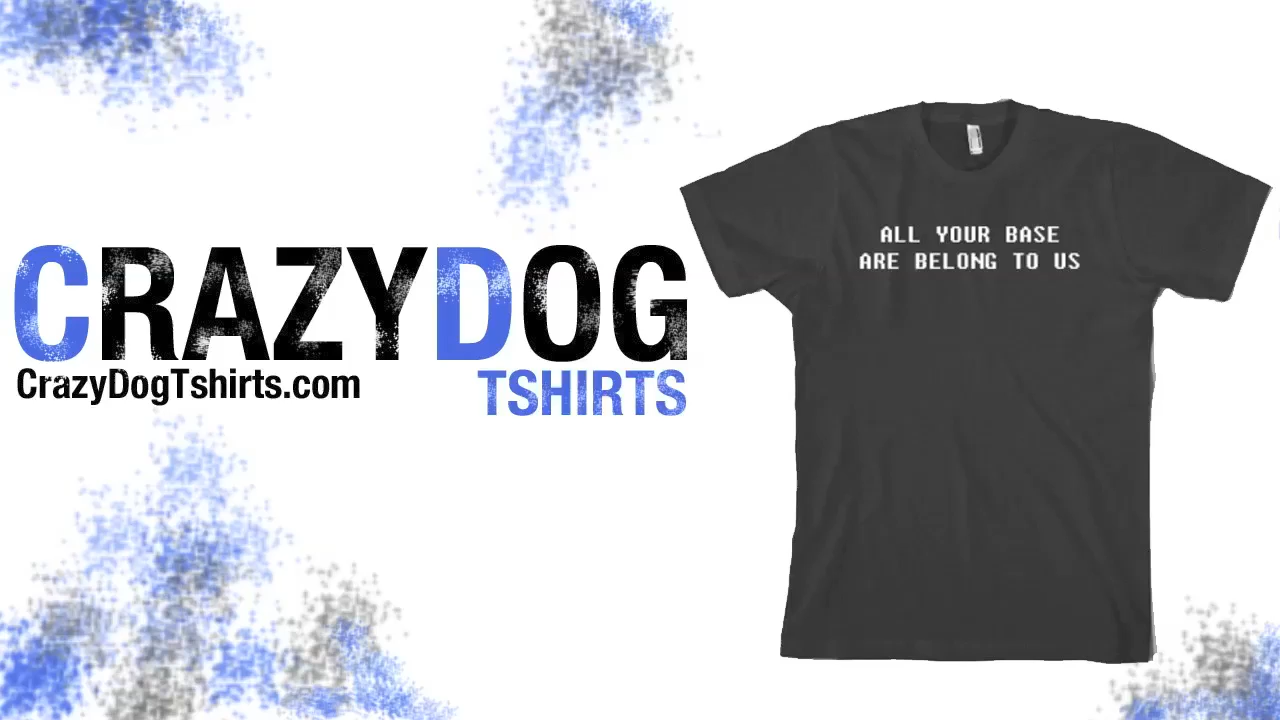 CRAZYDOG
CrazyDogTshirts.com
TSHIRTS
ALL YOUR BASE
ARE BELONG TO US